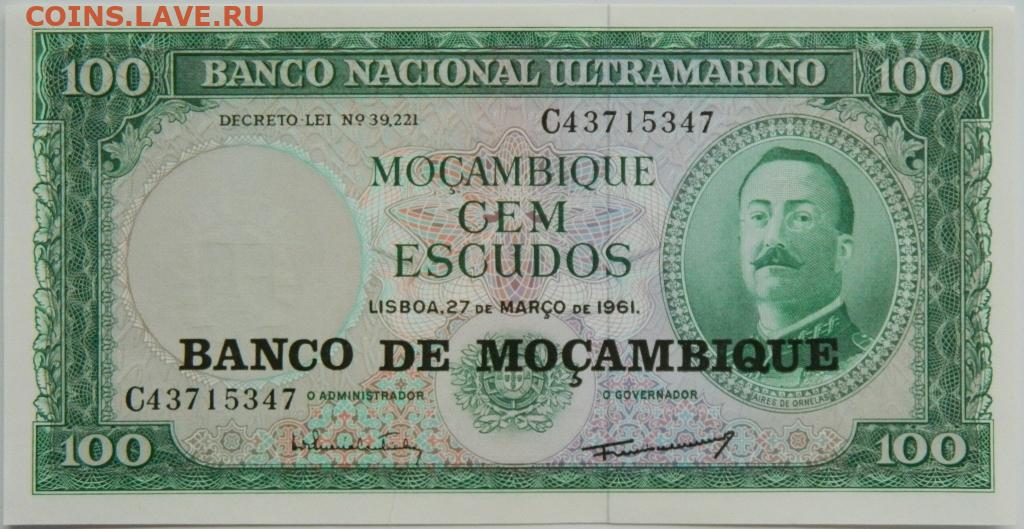 COINS.LAVE.RU
100 BANCO NACIONAL ULTRAMARINO 100
DECRETO-LEI Nº 39,221
C43715347
MOÇAMBIQUE
CEM
ESCUDOS
LISBOA, 27 DE MARÇO DE 1961.
BANCO DE MOÇAMBIQUE
C43715347
O ADMINISTRADOR
O GOVERNADOR
AIRES DE ORNELAS
100 100